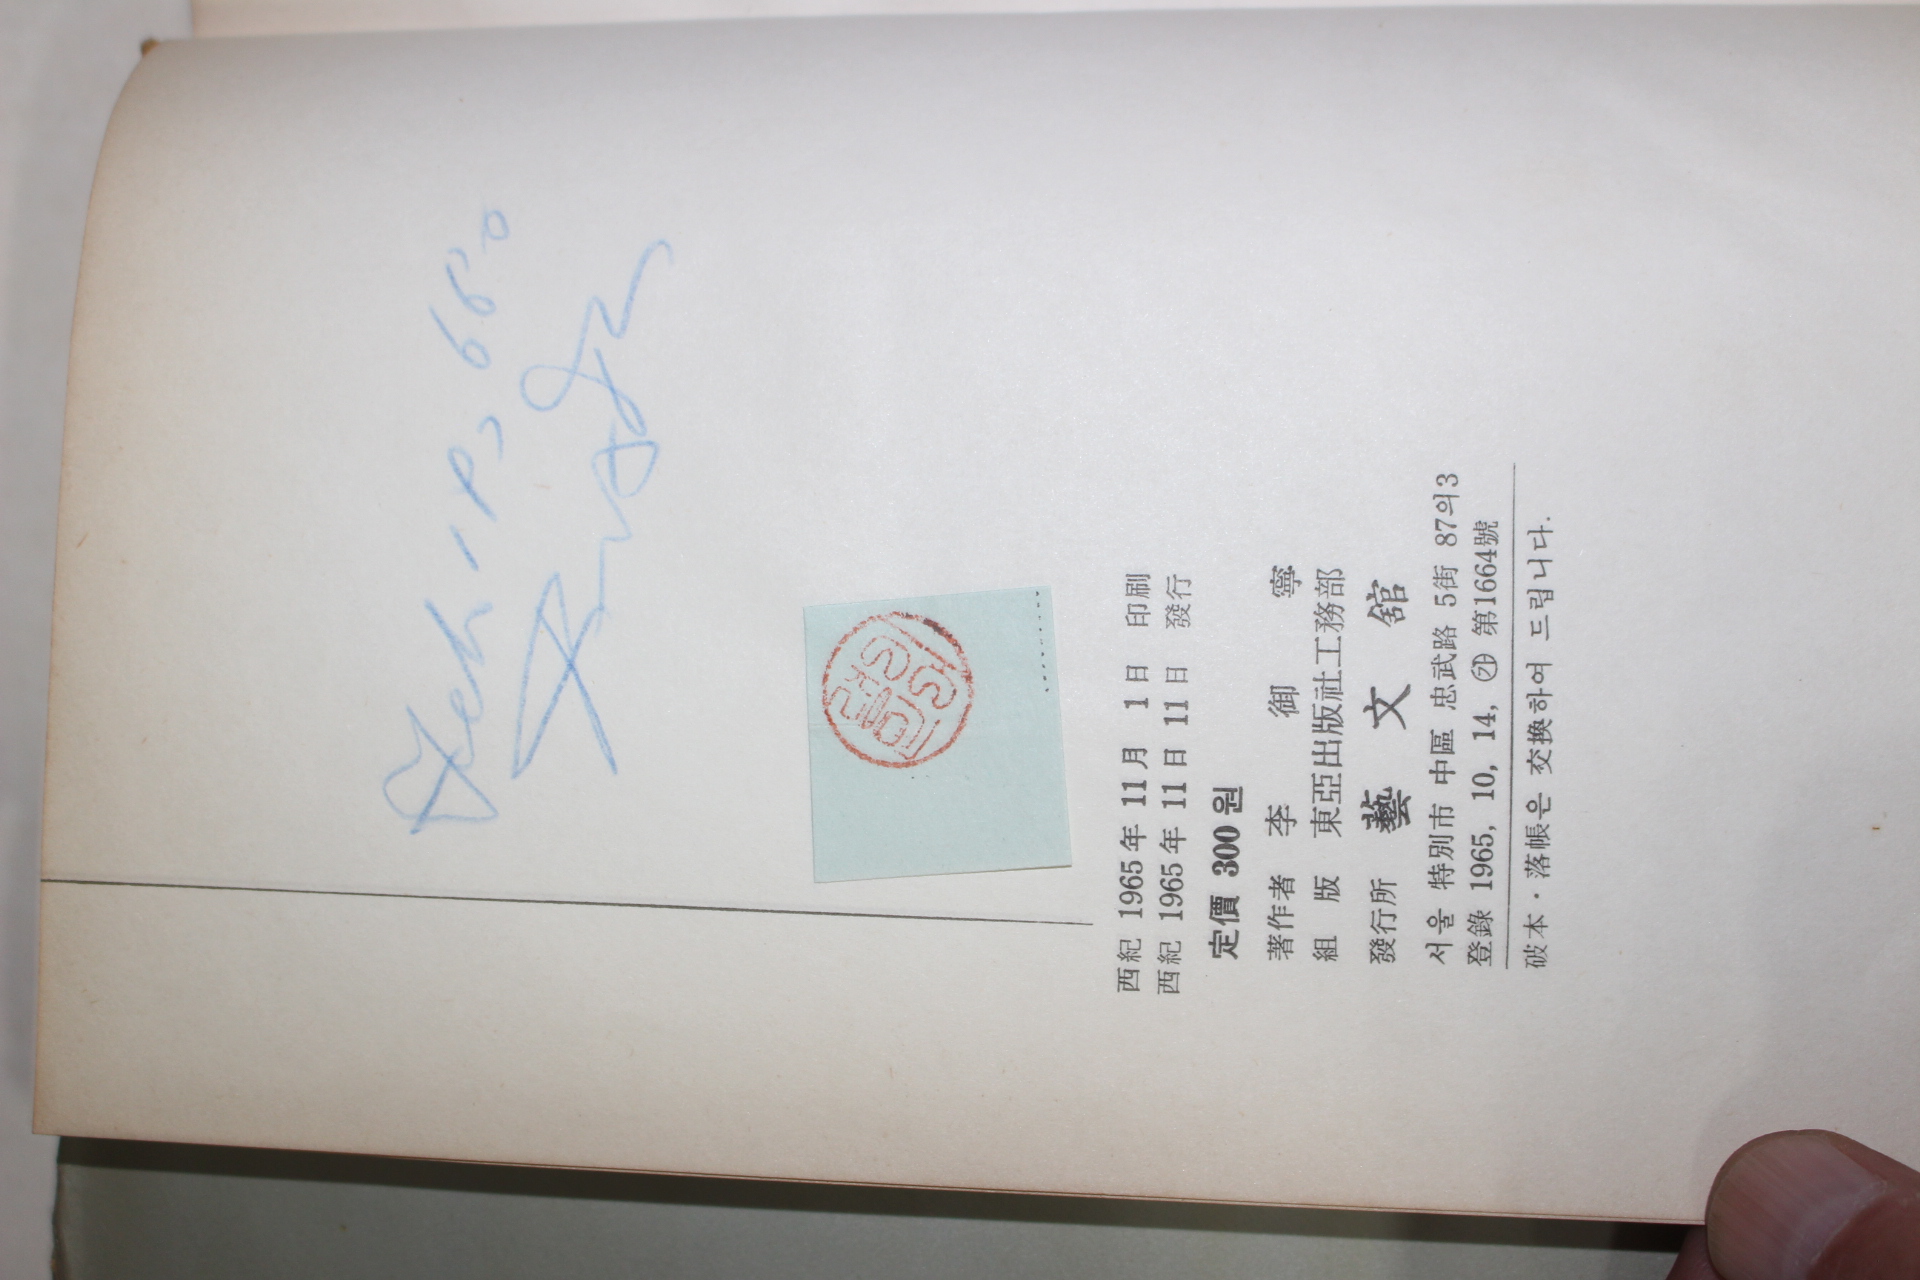 西紀 1965年 11月 1日 印刷
西紀 1965年 11日 11日 發行
定價 300원
著作者 李御寧
組版 東亞出版社工務部
發行所 藝文舘
서울 特別市 中區 忠武路 5街 87의3
登錄 1965, 10, 14, ㉮ 第1664號
破本·落帳은 交換하여 드립니다.